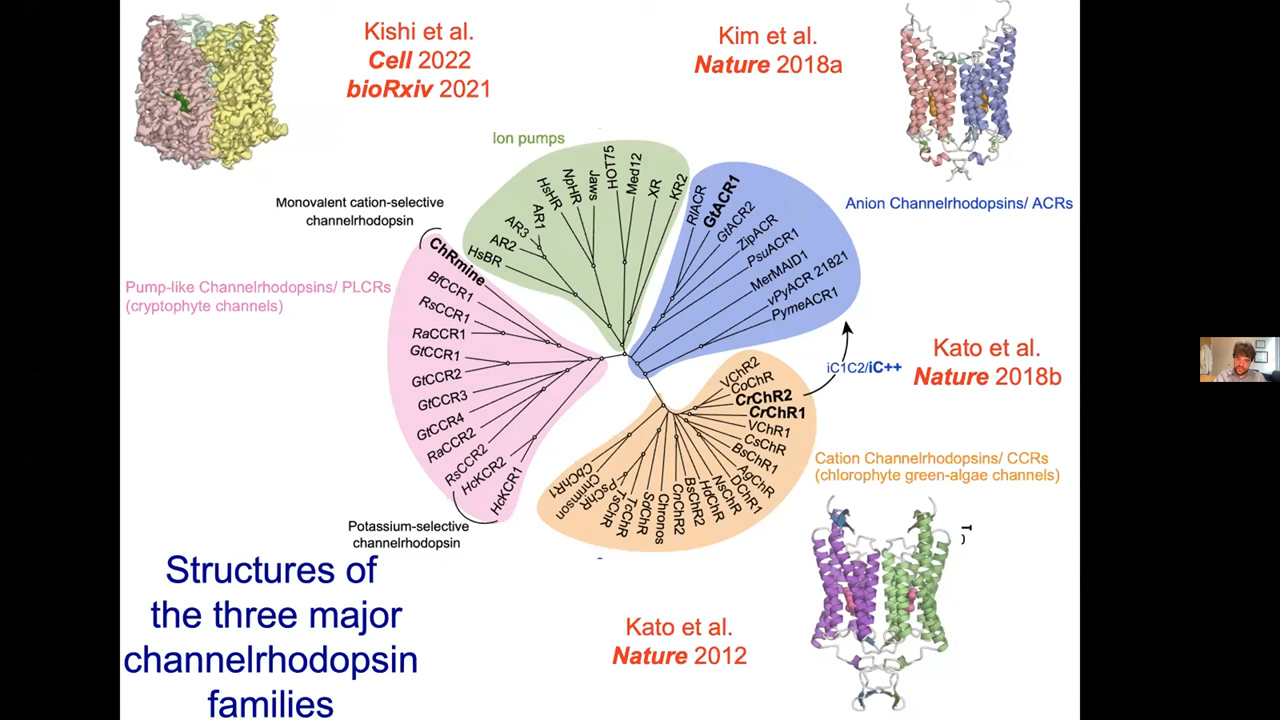 Kishi et al.
Cell 2022
bioRxiv 2021
Kim et al.
Nature 2018a
Ion pumps
Monovalent cation-selective
channelrhodopsin
Pump-like Channelrhodopsins/ PLCRs
(cryptophyte channels)
HsBR
AR2
AR3
AR1
HsHR
NpHR
Jaws
HOT75
Med12
XR
KR2
RlACR
GtACR1
GtACR2
ZipACR
PsuACR1
MerMAID1
vPyACR 21821
PymeACR1
Anion Channelrhodopsins/ ACRs
ChRmine
BfCCR1
RsCCR1
RaCCR1
GtCCR1
GtCCR2
GtCCR3
GtCCR4
RaCCR2
RsCCR2
HcKCR2
HcKCR1
Potassium-selective
channelrhodopsin
iC1C2/iC++
Kato et al.
Nature 2018b
VChR2
CoChR
CrChR2
CrChR1
VChR1
CsChR
BsChR1
AgChR
DChR1
NsChR
HdChR
BsChR2
CnChR2
Chronos
SdChR
TcChR
TsChR
PsChR
Chrimson
CbChR1
Cation Channelrhodopsins/ CCRs
(chlorophyte green-algae channels)
Structures of
the three major
channelrhodopsin
families
Kato et al.
Nature 2012